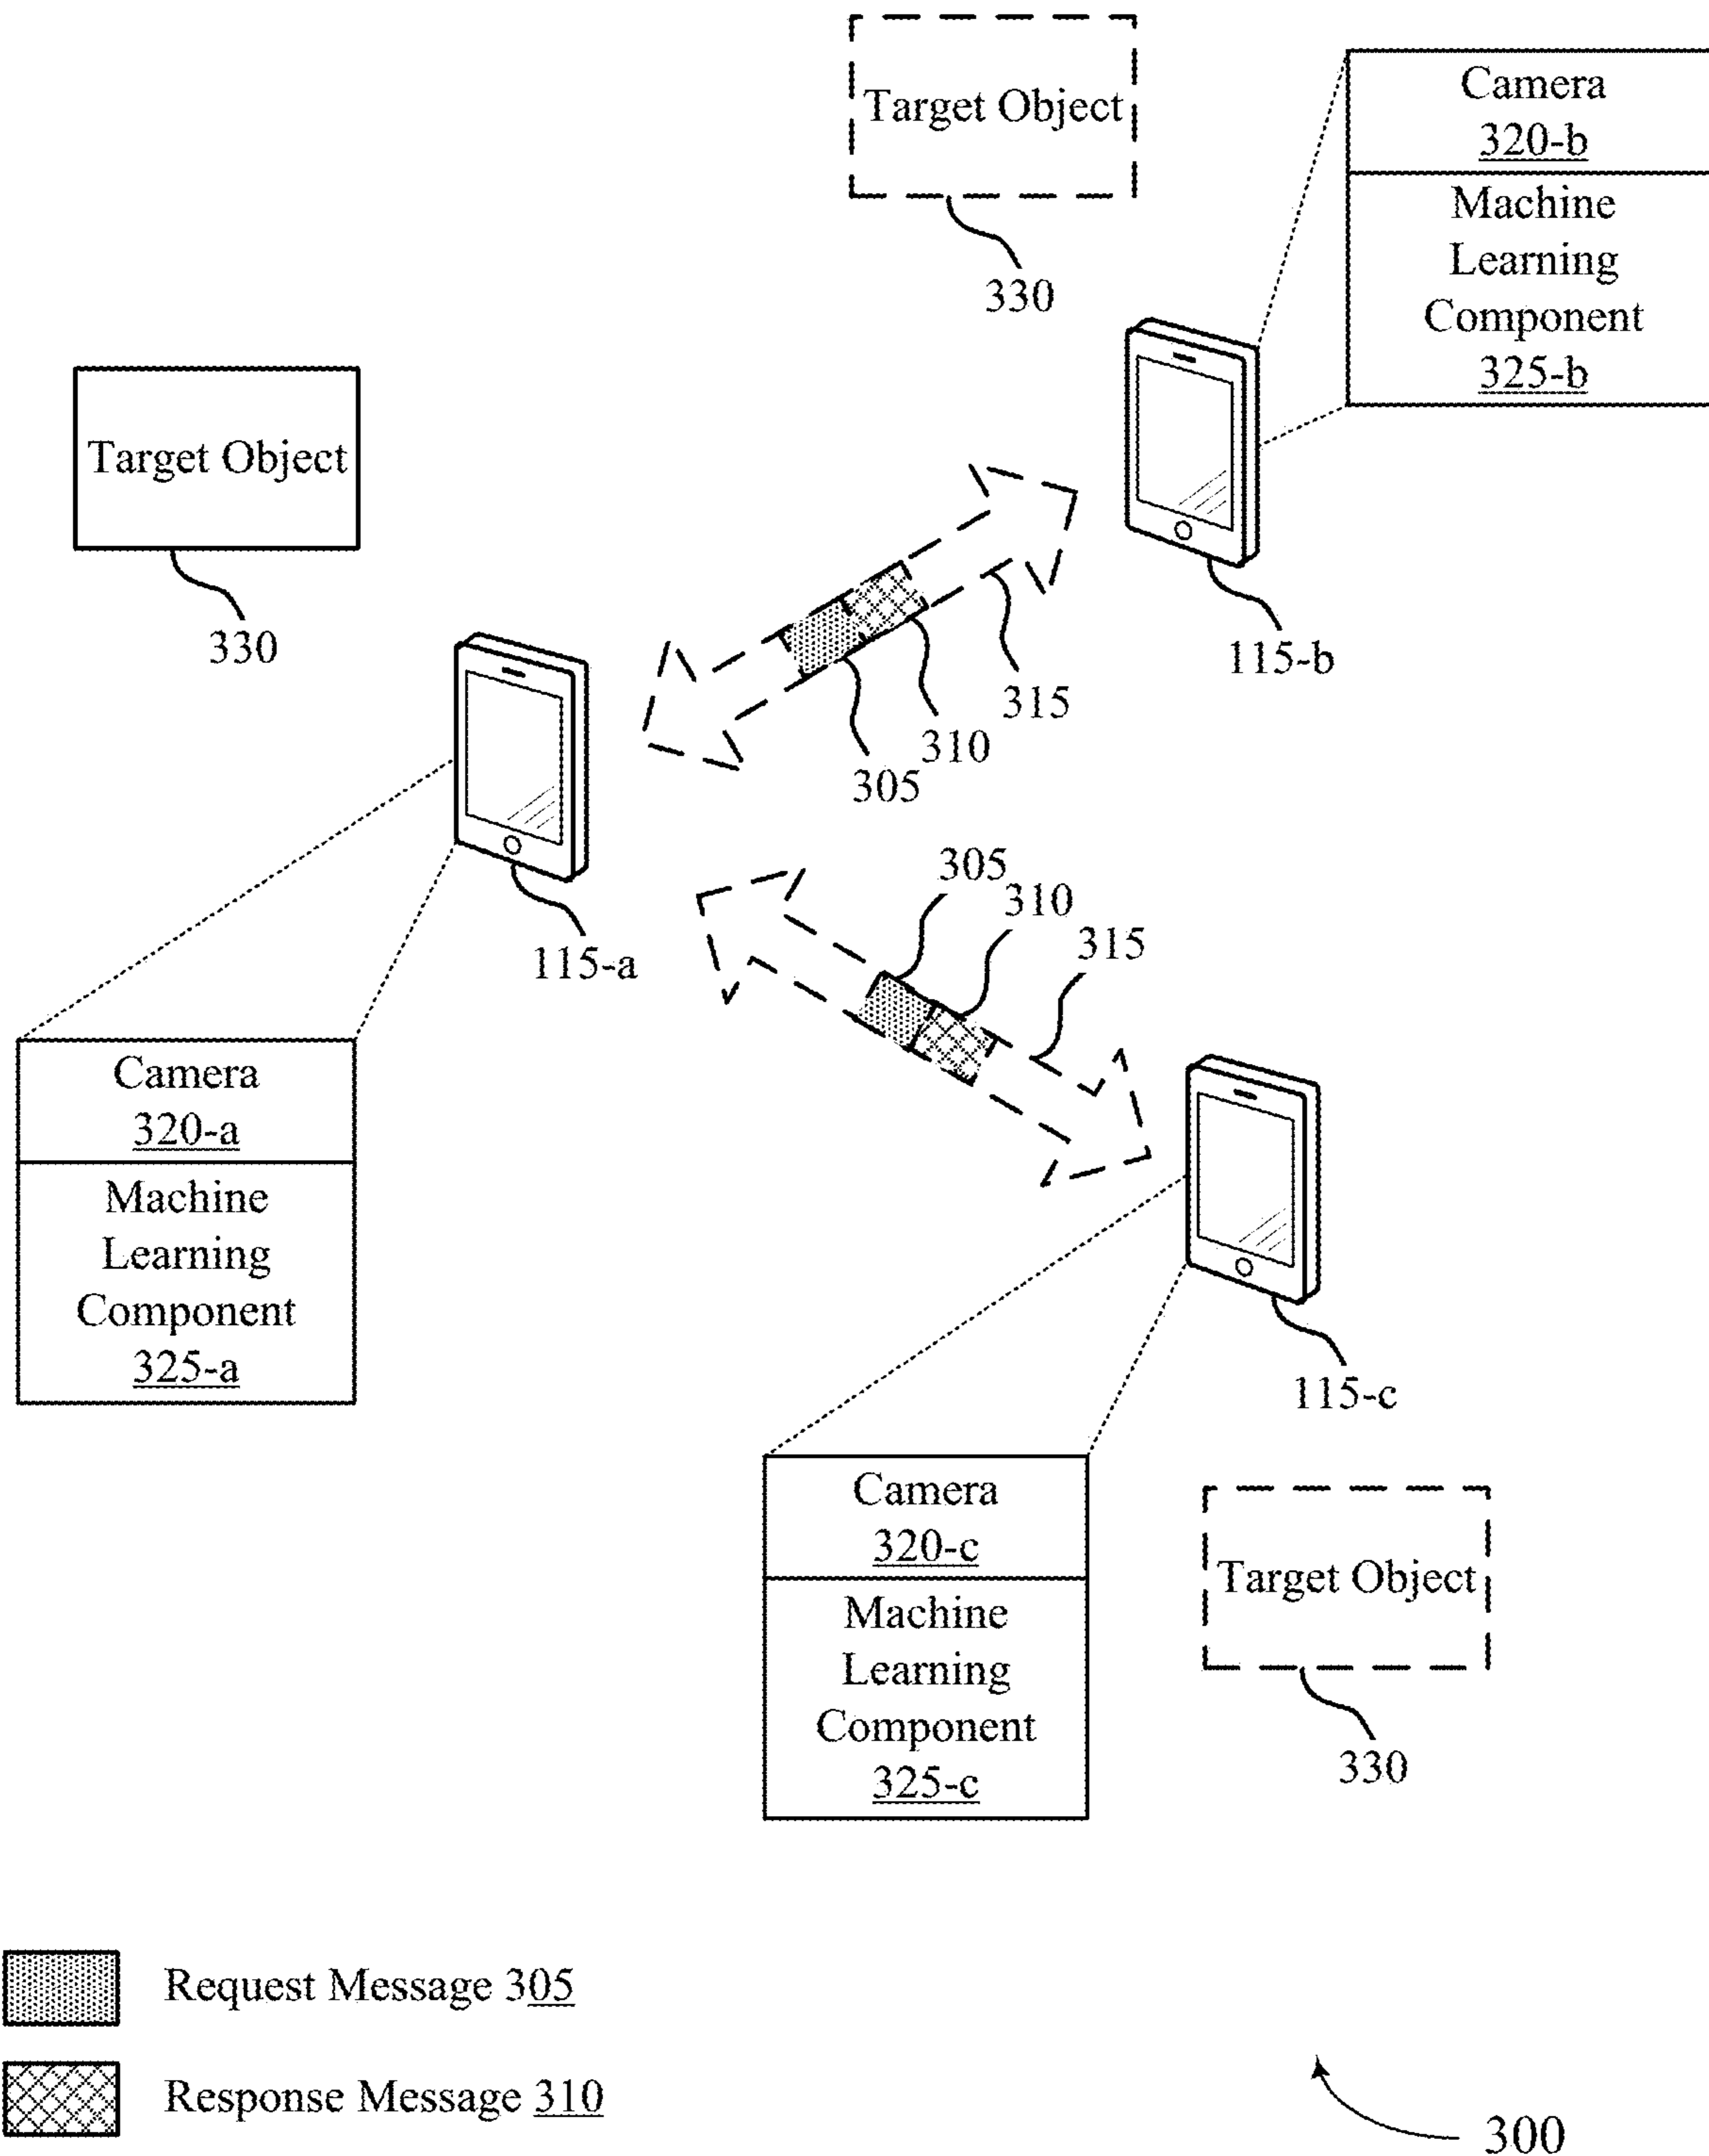 Target Object
330
Camera
320-b
Machine
Learning
Component
325-b
115-b
Target Object
330
315
310
305
115-a
305
310
315
Camera
320-a
Machine
Learning
Component
325-a
115-c
Camera
320-c
Machine
Learning
Component
325-c
Target Object
330
Request Message 305
Response Message 310
300